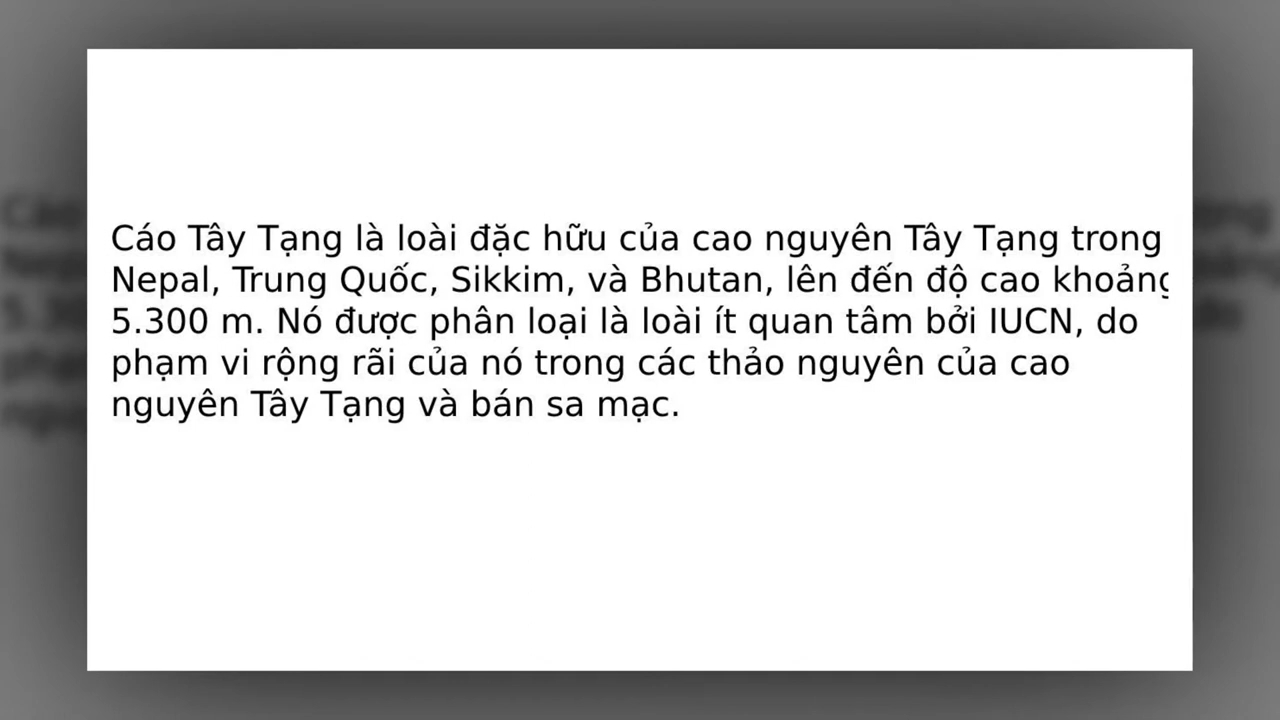 Cáo Tây Tạng là loài đặc hữu của cao nguyên Tây Tạng trong
Nepal, Trung Quốc, Sikkim, và Bhutan, lên đến độ cao khoảng
5.300 m. Nó được phân loại là loài ít quan tâm bởi IUCN, do
phạm vi rộng rãi của nó trong các thảo nguyên của cao
nguyên Tây Tạng và bán sa mạc.